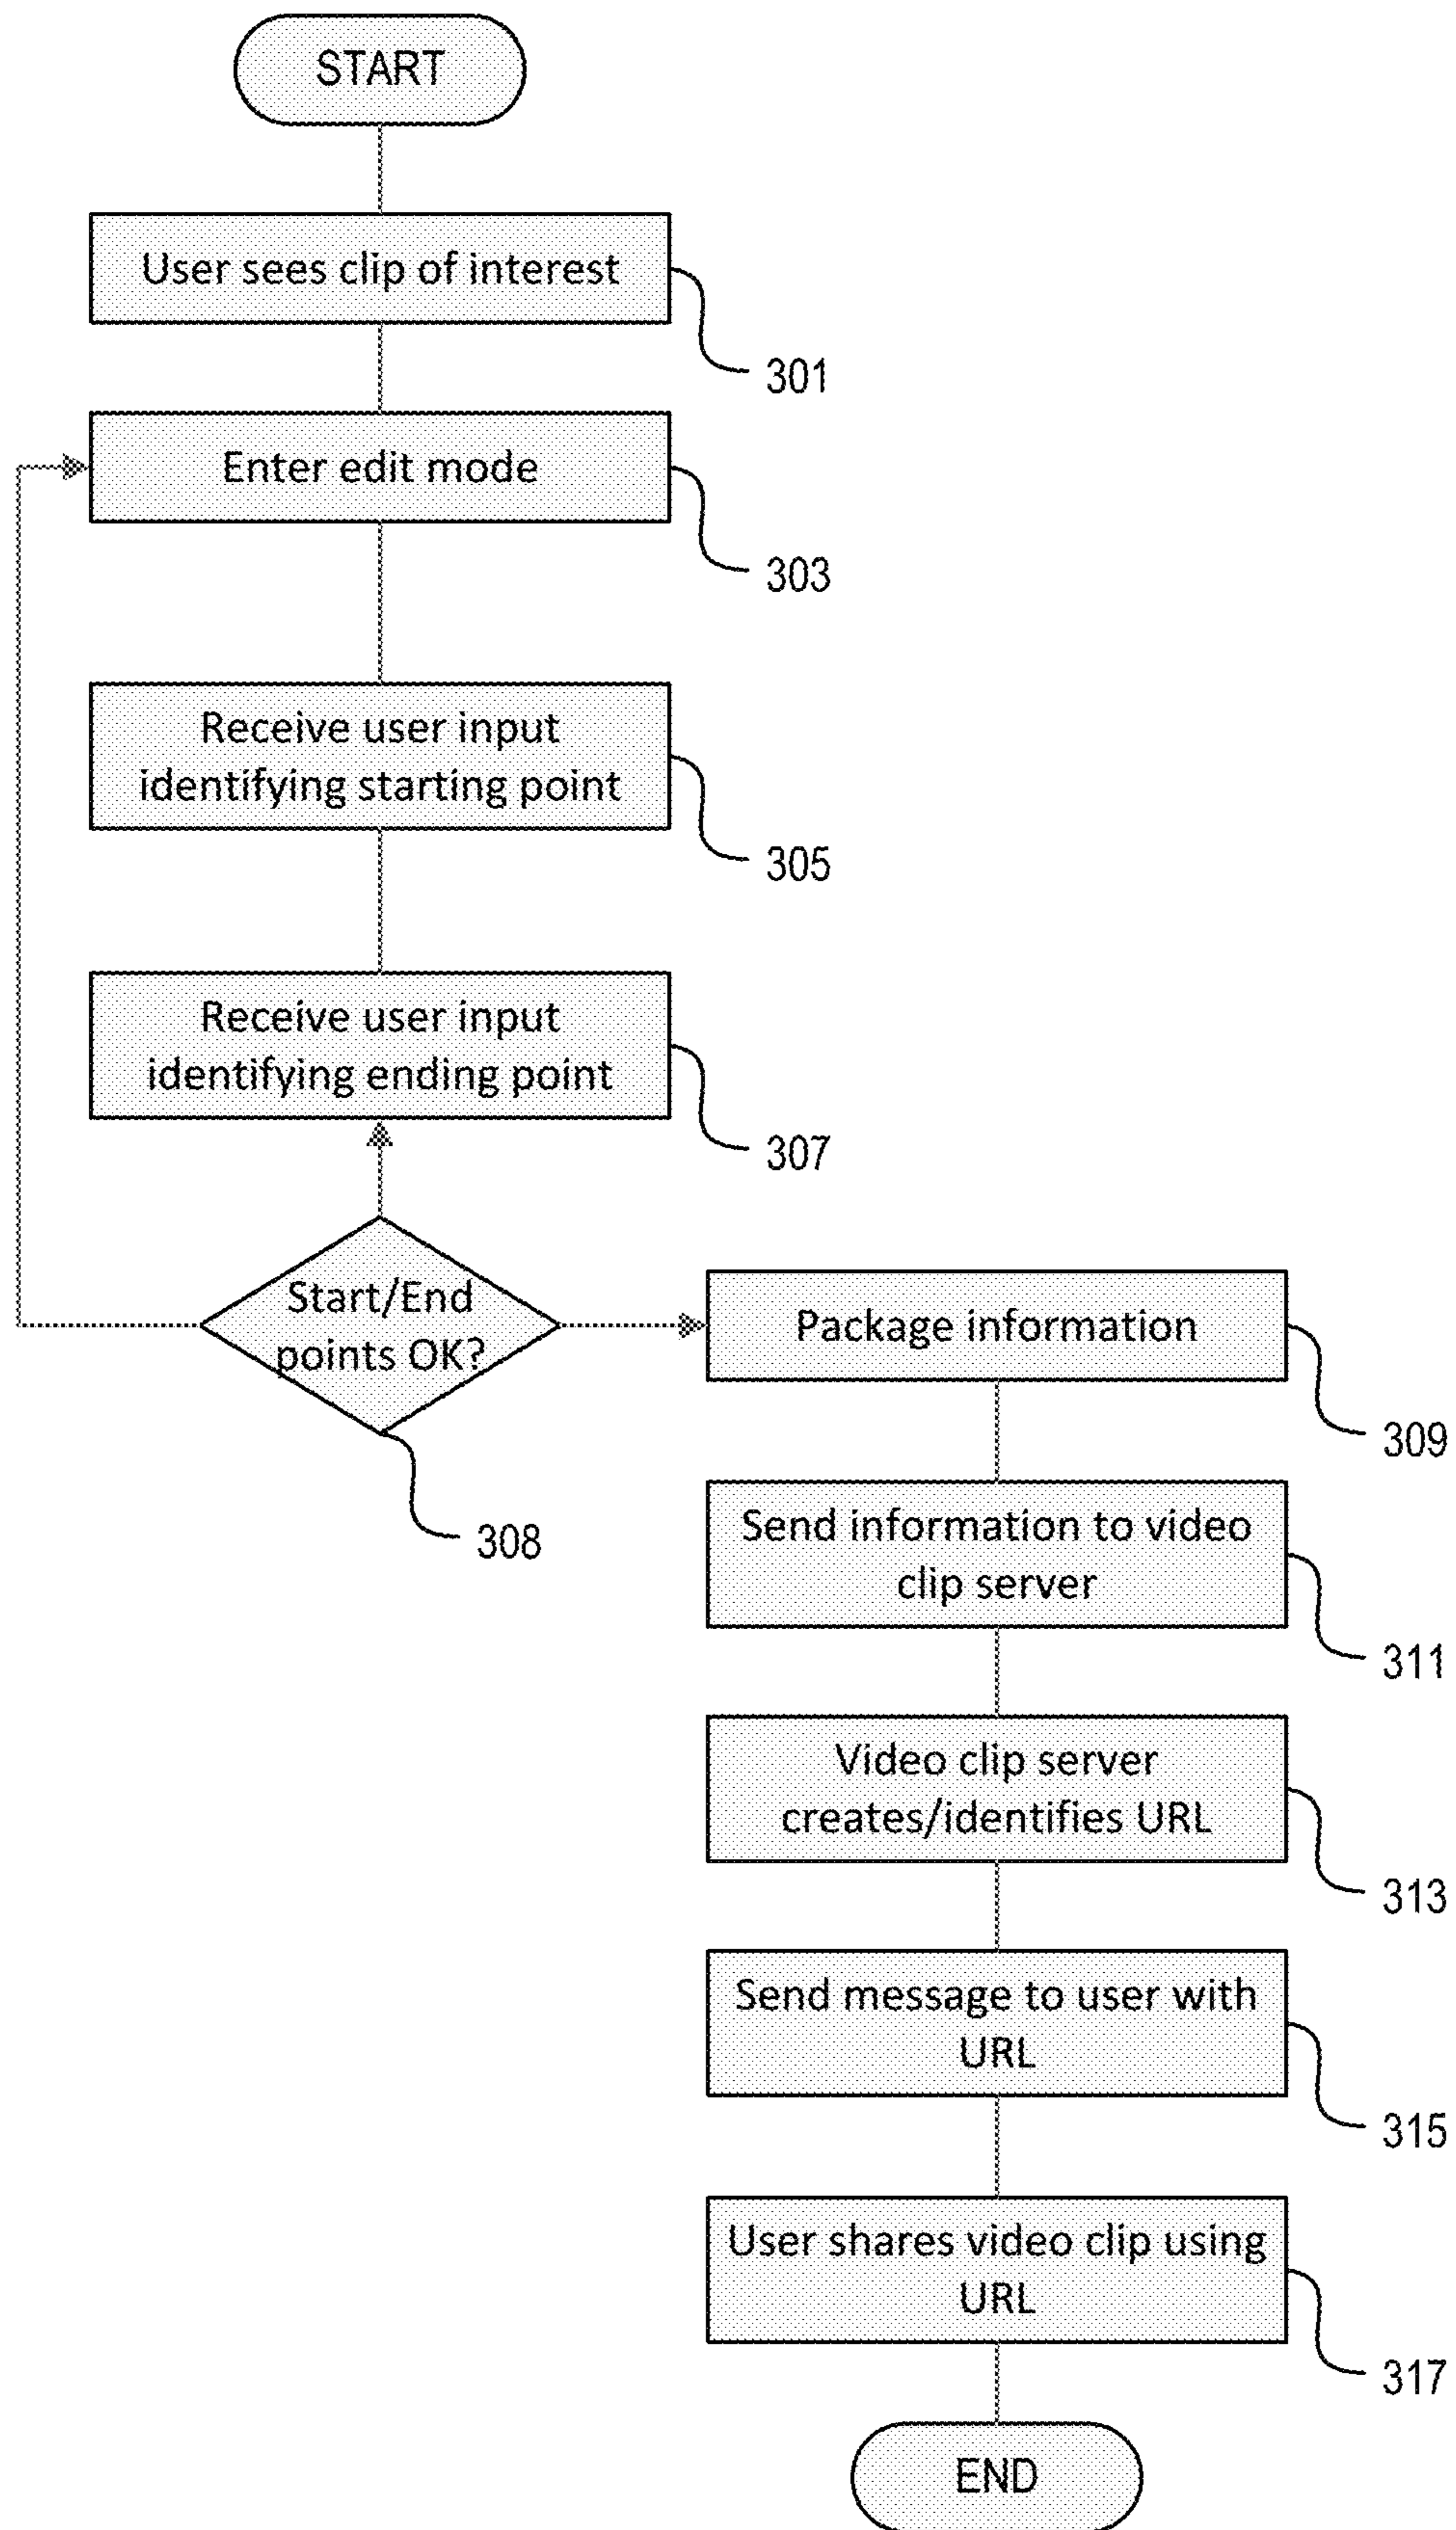 START
User sees clip of interest
301
Enter edit mode
303
Receive user input
identifying starting point
305
Receive user input
identifying ending point
307
Start/End
points OK?
308
Package information
309
Send information to video
clip server
311
Video clip server
creates/identifies URL
313
Send message to user with
URL
315
User shares video clip using
URL
317
END